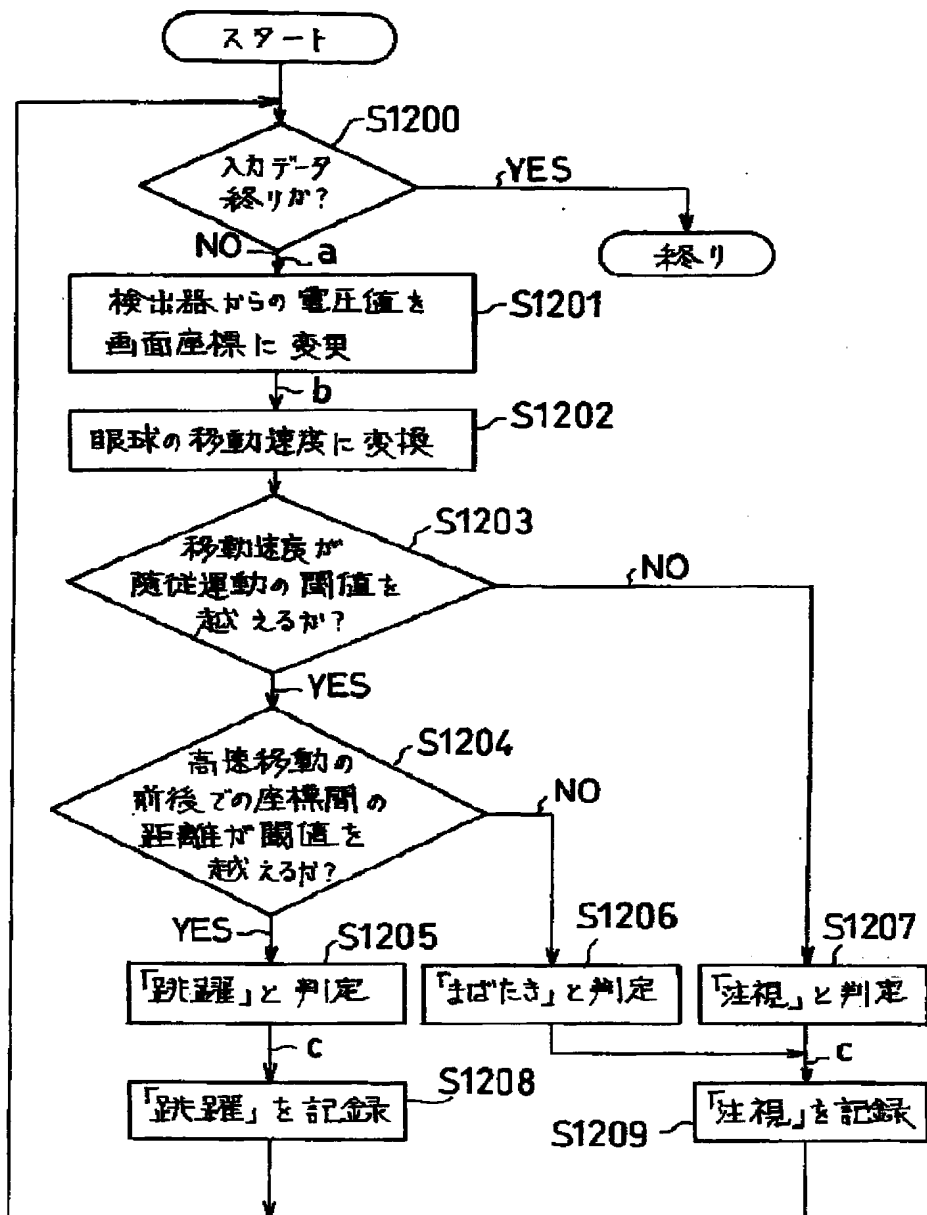 スタート
S1200
入力データ
終りか?
YES
NO
a
終り
検出器からの電圧値を
画面座標に変更
S1201
b
眼球の移動速度に変換
S1202
S1203
移動速度が
随従運動の閾値を
越えるか?
NO
YES
S1204
高速移動の
前後での座標間の
距離が閾値を
越えるか?
NO
YES
S1205
S1206
S1207
「跳躍」と判定
「まばたき」と判定
「注視」と判定
c
c
「跳躍」を記録
S1208
「注視」を記録
S1209